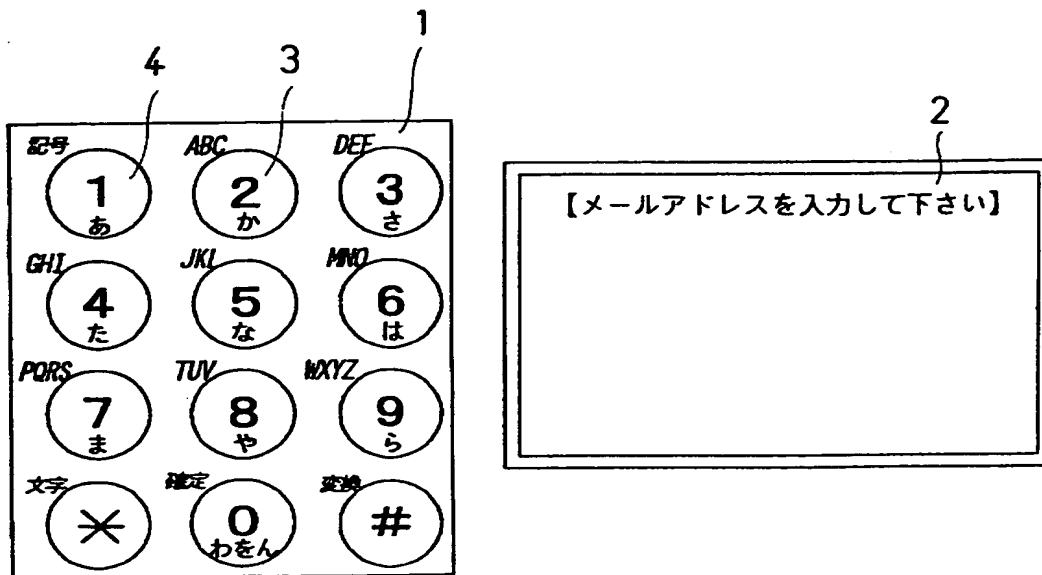 1
4 3
2
記号 ABC DEF
1 2 3
あ か さ
【メールアドレスを入力して下さい】
GHI JKL MNO
4 5 6
た な は
PQRS TUV WXYZ
7 8 9
ま や ら
文字 確定 変換
* 0 #
わをん